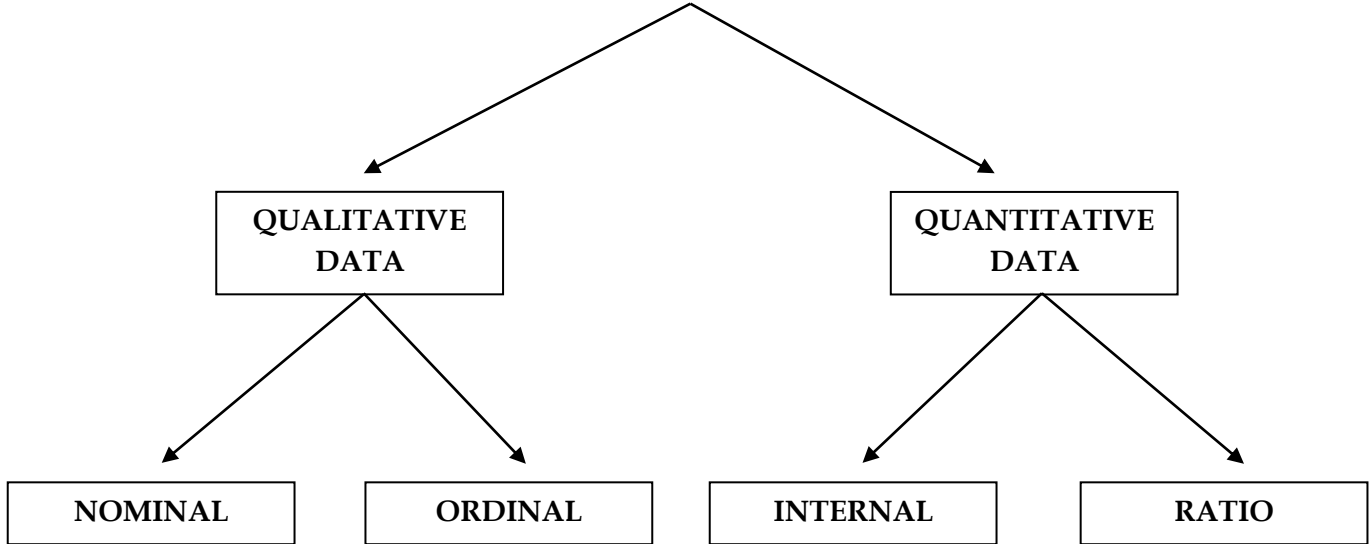 QUALITATIVE
DATA
QUANTITATIVE
DATA
NOMINAL
ORDINAL
INTERNAL
RATIO